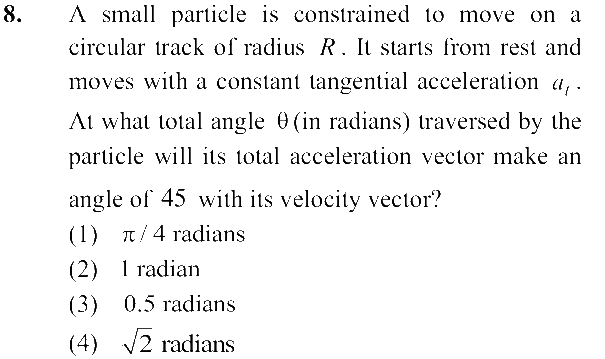 8. A small particle is constrained to move on a
circular track of radius R. It starts from rest and
moves with a constant tangential acceleration aₜ.
At what total angle θ (in radians) traversed by the
particle will its total acceleration vector make an
angle of 45 with its velocity vector?
(1) π / 4 radians
(2) 1 radian
(3) 0.5 radians
(4) √2 radians